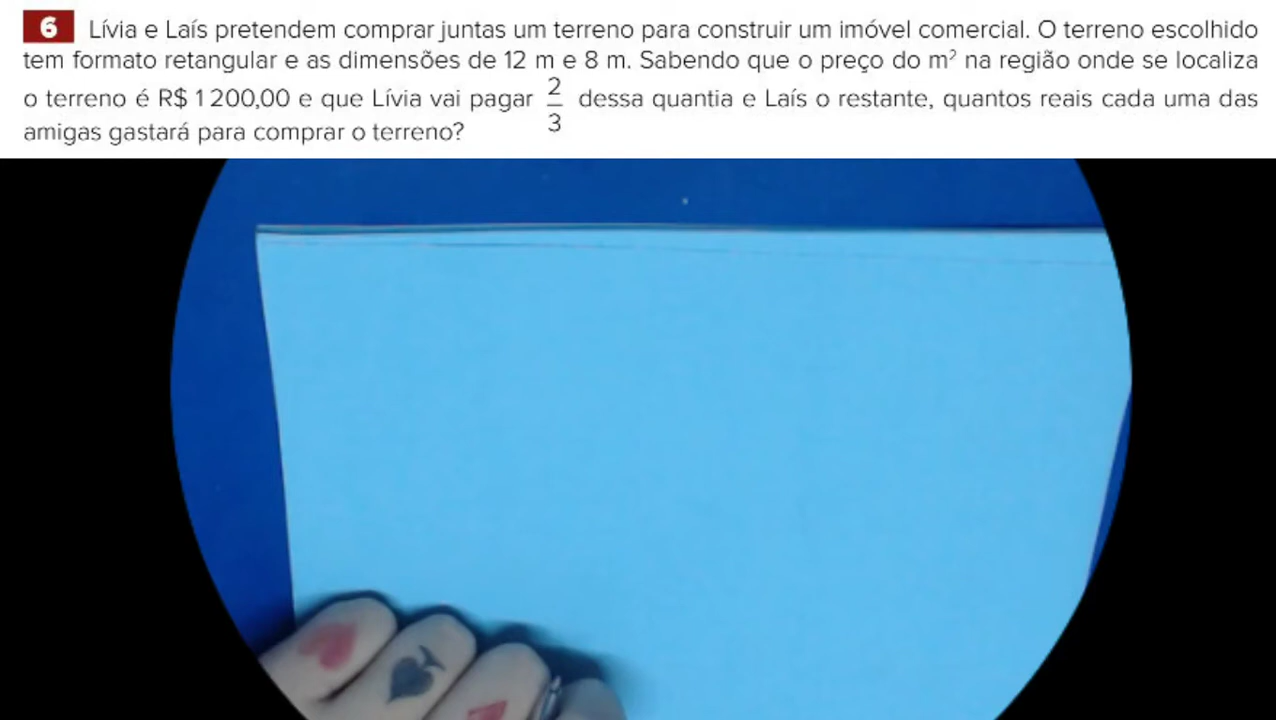 6 Lívia e Laís pretendem comprar juntas um terreno para construir um imóvel comercial. O terreno escolhido
tem formato retangular e as dimensões de 12 m e 8 m. Sabendo que o preço do m² na região onde se localiza
o terreno é R$ 1 200,00 e que Lívia vai pagar 2/3 dessa quantia e Laís o restante, quantos reais cada uma das
amigas gastará para comprar o terreno?